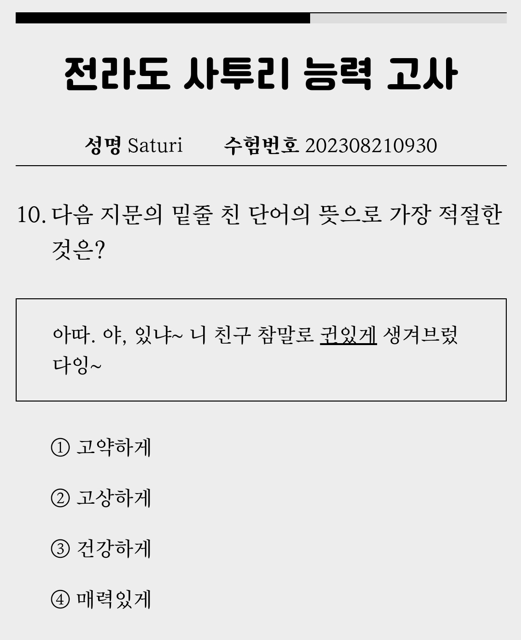 전라도 사투리 능력 고사
성명 Saturi 수험번호 202308210930
10. 다음 지문의 밑줄 친 단어의 뜻으로 가장 적절한
것은?
아따. 야, 있냐~ 니 친구 참말로 귄있게 생겨브렀
다잉~
① 고약하게
② 고상하게
③ 건강하게
④ 매력있게